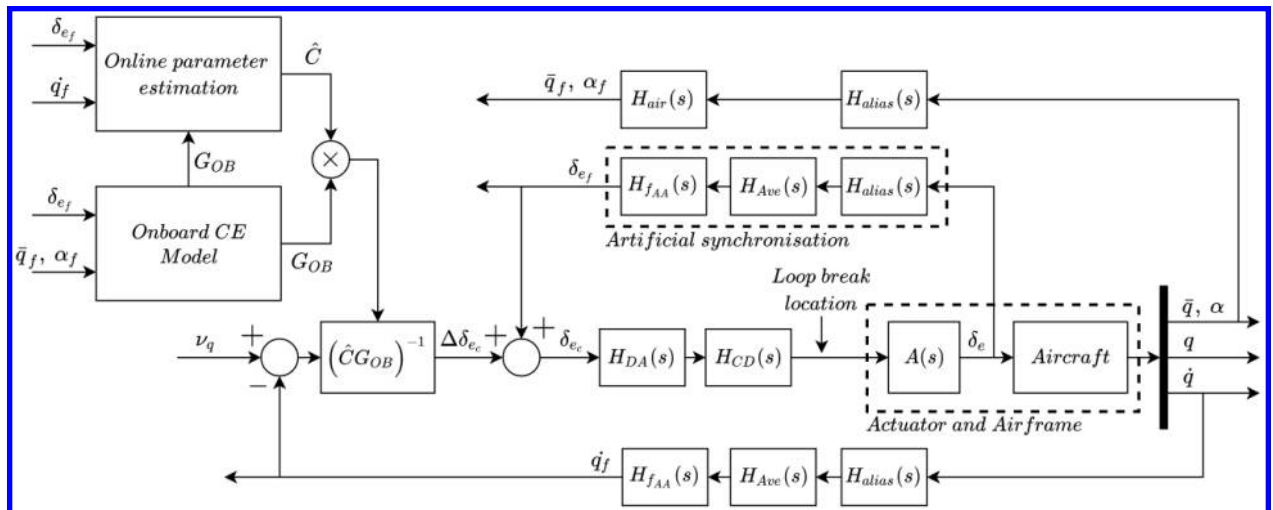 δ_{e_f}
q̇_f
Online parameter
estimation
Ĉ
G_{OB}
×
δ_{e_f}
q̄_f, α_f
Onboard CE
Model
G_{OB}
q̄_f, α_f
H_{air}(s)
H_{alias}(s)
δ_{e_f}
H_{f_{AA}}(s)
H_{Ave}(s)
H_{alias}(s)
Artificial synchronisation
Loop break
location
ν_q
+
−
(ĈG_{OB})^{-1}
Δδ_{e_c}
+
+
δ_{e_c}
H_{DA}(s)
H_{CD}(s)
A(s)
δ_e
Aircraft
q̄, α
q
q̇
Actuator and Airframe
q̇_f
H_{f_{AA}}(s)
H_{Ave}(s)
H_{alias}(s)